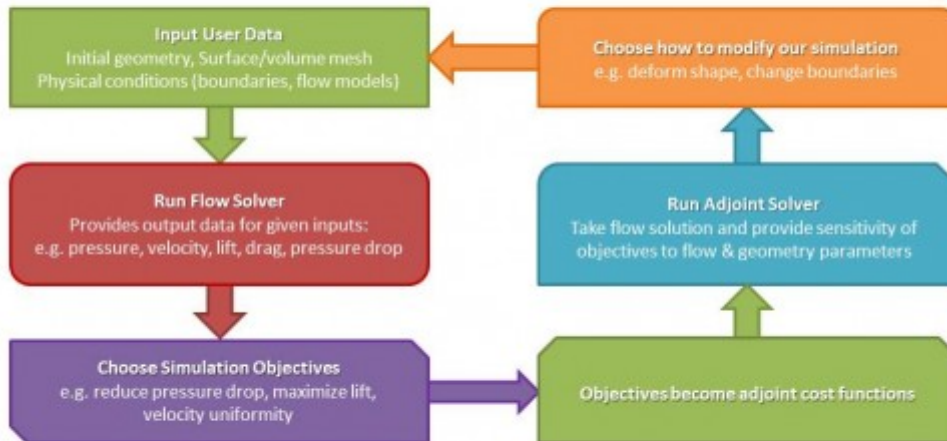 Input User Data
Initial geometry, Surface/volume mesh
Physical conditions (boundaries, flow models)
Run Flow Solver
Provides output data for given inputs:
e.g. pressure, velocity, lift, drag, pressure drop
Choose Simulation Objectives
e.g. reduce pressure drop, maximize lift,
velocity uniformity
Objectives become adjoint cost functions
Run Adjoint Solver
Take flow solution and provide sensitivity of
objectives to flow & geometry parameters
Choose how to modify our simulation
e.g. deform shape, change boundaries